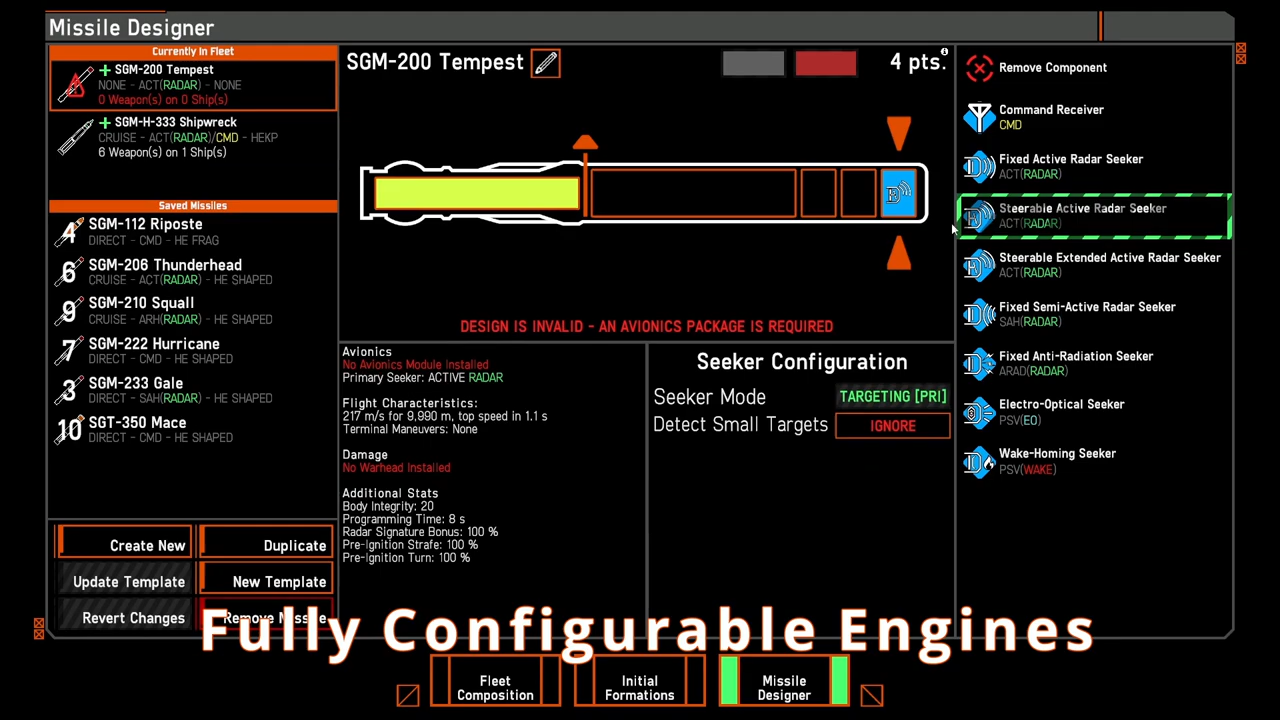 Missile Designer
Currently In Fleet
+ SGM-200 Tempest
NONE - ACT(RADAR) - NONE
0 Weapon(s) on 0 Ship(s)
+ SGM-H-333 Shipwreck
CRUISE - ACT(RADAR)/CMD - HEKP
6 Weapon(s) on 1 Ship(s)
Saved Missiles
4 SGM-112 Riposte
DIRECT - CMD - HE FRAG
6 SGM-206 Thunderhead
CRUISE - ACT(RADAR) - HE SHAPED
9 SGM-210 Squall
CRUISE - ARH(RADAR) - HE SHAPED
7 SGM-222 Hurricane
DIRECT - CMD - HE SHAPED
3 SGM-233 Gale
DIRECT - SAH(RADAR) - HE SHAPED
10 SGT-350 Mace
DIRECT - CMD - HE SHAPED
Create New
Duplicate
Update Template
New Template
Revert Changes
Remove Missile
SGM-200 Tempest
4 pts.
DESIGN IS INVALID - AN AVIONICS PACKAGE IS REQUIRED
Avionics
No Avionics Module Installed
Primary Seeker: ACTIVE RADAR
Flight Characteristics:
217 m/s for 9,990 m, top speed in 1.1 s
Terminal Maneuvers: None
Damage
No Warhead Installed
Additional Stats
Body Integrity: 20
Programming Time: 8 s
Radar Signature Bonus: 100 %
Pre-Ignition Strafe: 100 %
Pre-Ignition Turn: 100 %
Seeker Configuration
Seeker Mode
TARGETING [PRI]
Detect Small Targets
IGNORE
Remove Component
Command Receiver
CMD
Fixed Active Radar Seeker
ACT(RADAR)
Steerable Active Radar Seeker
ACT(RADAR)
Steerable Extended Active Radar Seeker
ACT(RADAR)
Fixed Semi-Active Radar Seeker
SAH(RADAR)
Fixed Anti-Radiation Seeker
ARAD(RADAR)
Electro-Optical Seeker
PSV(EO)
Wake-Homing Seeker
PSV(WAKE)
Fully Configurable Engines
Fleet
Composition
Initial
Formations
Missile
Designer